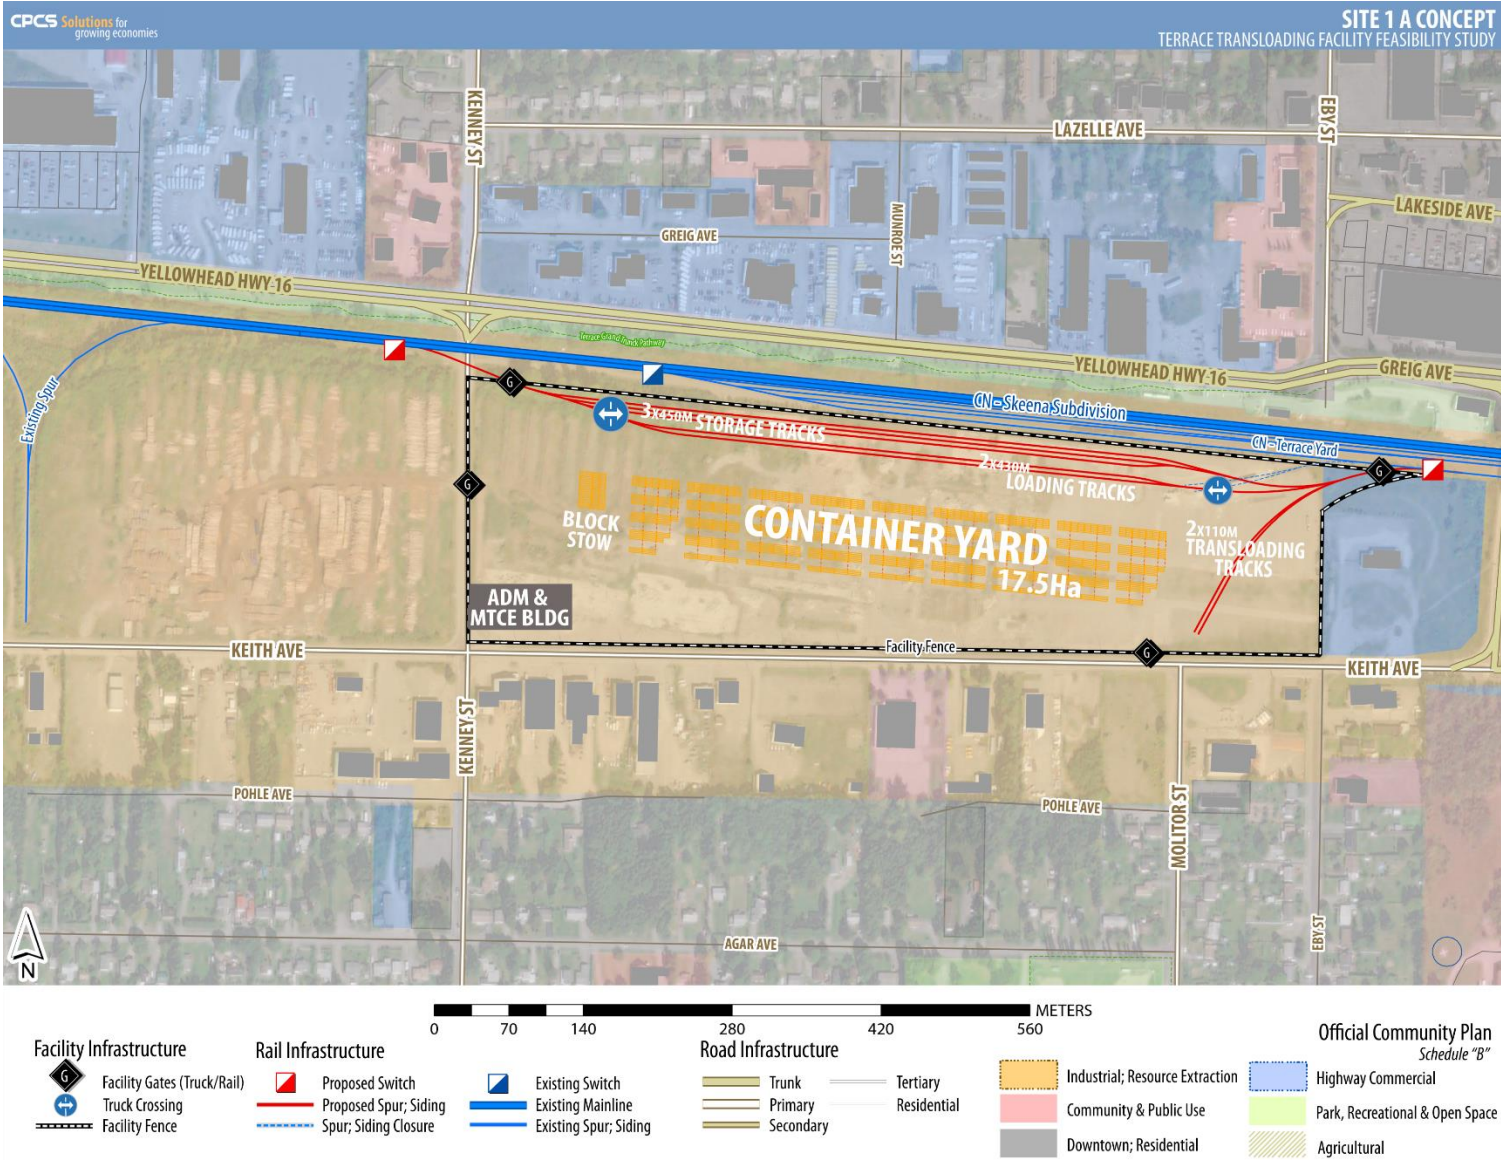 CPCS Solutions for
growing economies
SITE 1 A CONCEPT
TERRACE TRANSLOADING FACILITY FEASIBILITY STUDY
KENNEY ST
EBY ST
LAZELLE AVE
LAKESIDE AVE
MUNROE ST
GREIG AVE
YELLOWHEAD HWY 16
Terrace Grand Trunk Pathway
YELLOWHEAD HWY 16
GREIG AVE
Existing Spur
G
CN - Skeena Subdivision
3X450M STORAGE TRACKS
CN - Terrace Yard
2X430M
LOADING TRACKS
G
G
BLOCK
STOW
CONTAINER YARD
17.5Ha
2X110M
TRANSLOADING
TRACKS
ADM &
MTCE BLDG
KEITH AVE
Facility Fence
G
KEITH AVE
KENNEY ST
POHLE AVE
POHLE AVE
MOLITOR ST
AGAR AVE
EBY ST
N
METERS
0 70 140 280 420 560
Facility Infrastructure
G Facility Gates (Truck/Rail)
Truck Crossing
Facility Fence
Rail Infrastructure
Proposed Switch
Proposed Spur; Siding
Spur; Siding Closure
Existing Switch
Existing Mainline
Existing Spur; Siding
Road Infrastructure
Trunk
Primary
Secondary
Tertiary
Residential
Official Community Plan
Schedule "B"
Industrial; Resource Extraction
Community & Public Use
Downtown; Residential
Highway Commercial
Park, Recreational & Open Space
Agricultural